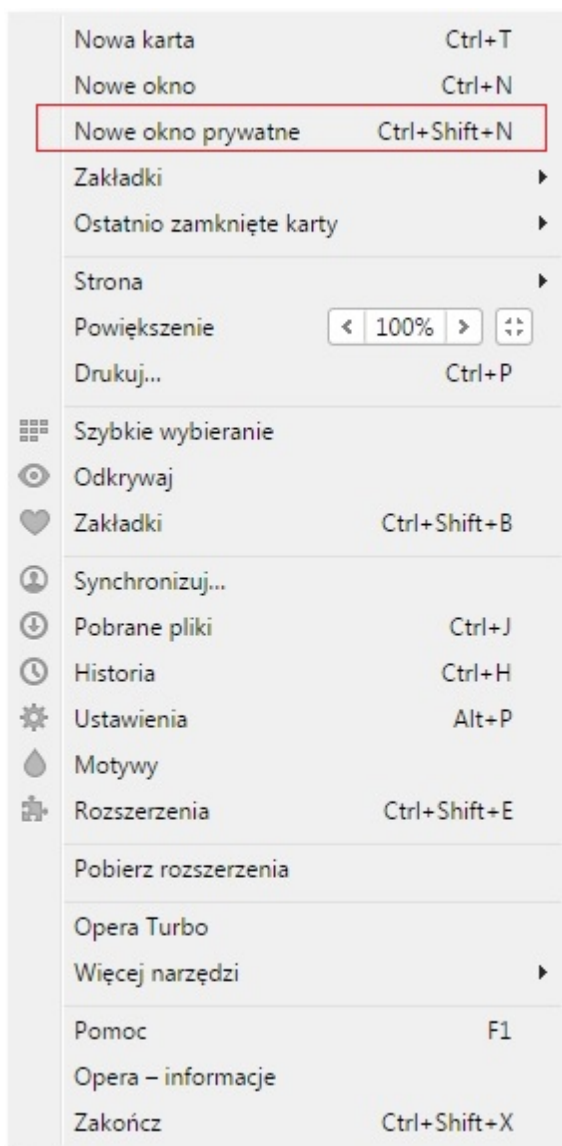 Nowa karta Ctrl+T
Nowe okno Ctrl+N
Nowe okno prywatne Ctrl+Shift+N
Zakładki
Ostatnio zamknięte karty
Strona
Powiększenie 100%
Drukuj... Ctrl+P
Szybkie wybieranie
Odkrywaj
Zakładki Ctrl+Shift+B
Synchronizuj...
Pobrane pliki Ctrl+J
Historia Ctrl+H
Ustawienia Alt+P
Motywy
Rozszerzenia Ctrl+Shift+E
Pobierz rozszerzenia
Opera Turbo
Więcej narzędzi
Pomoc F1
Opera – informacje
Zakończ Ctrl+Shift+X